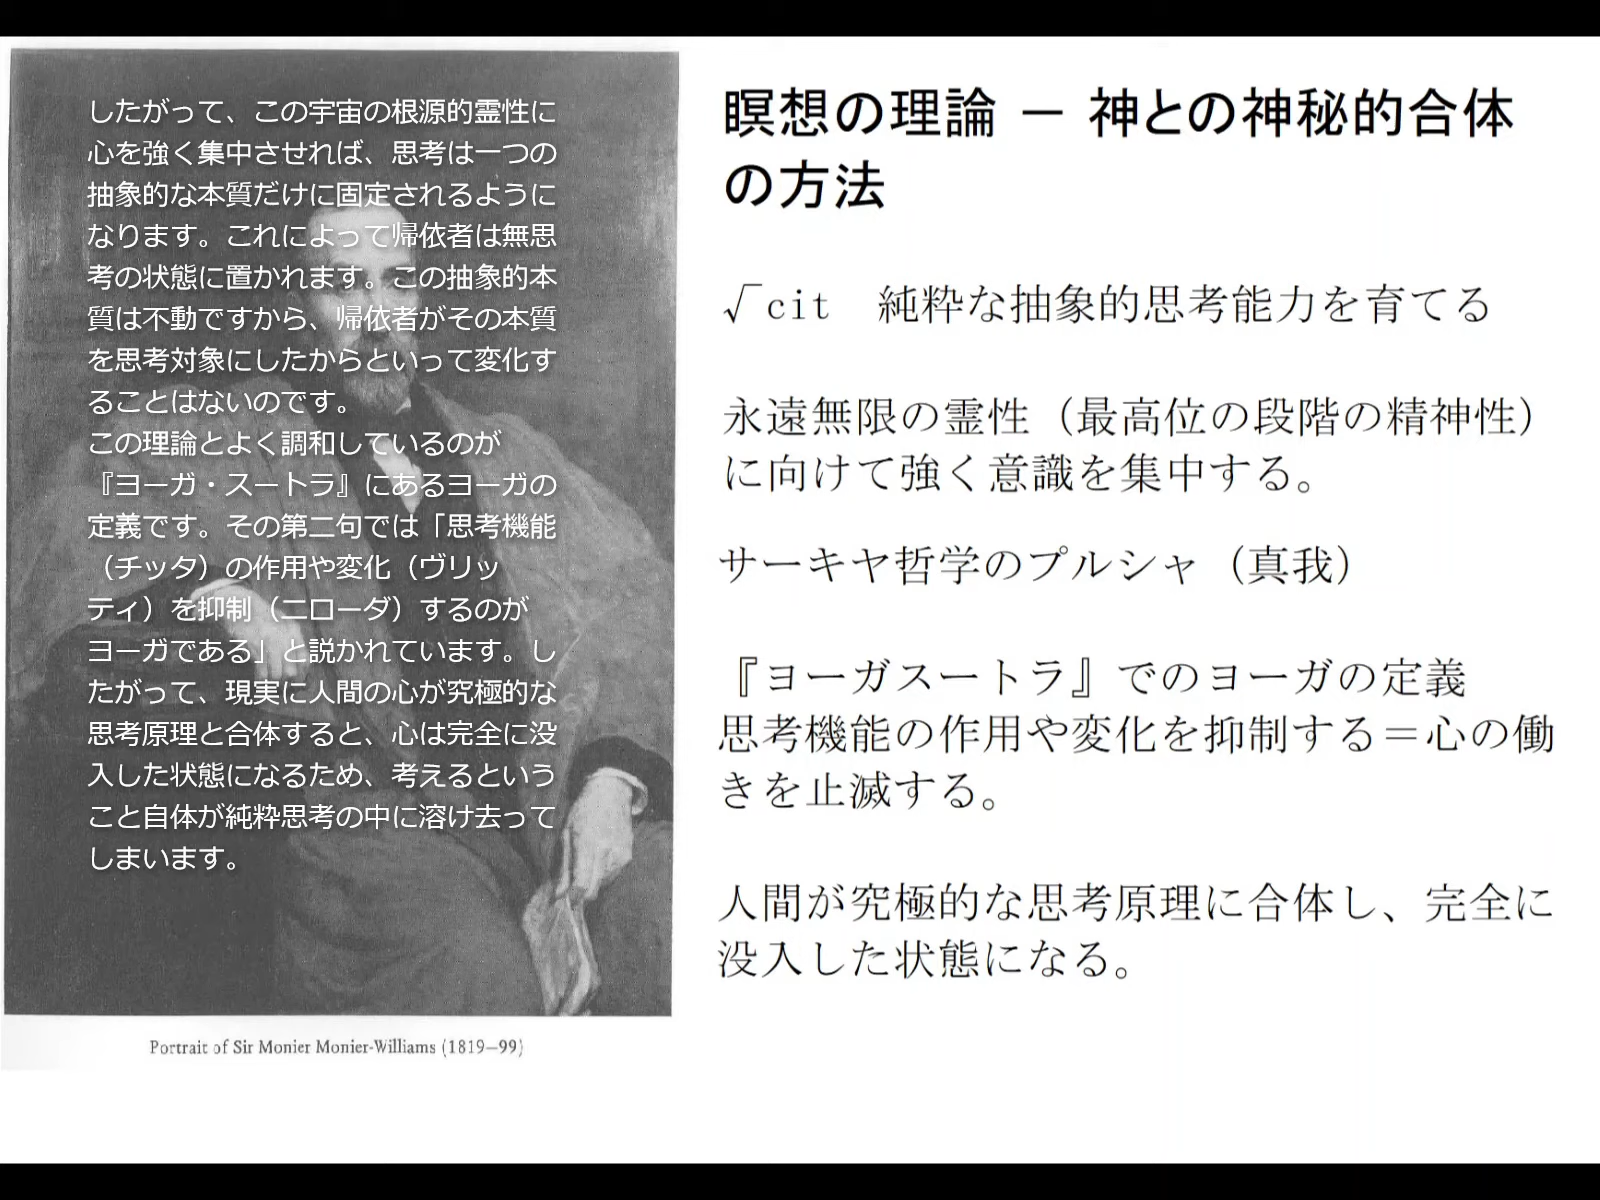 したがって、この宇宙の根源的霊性に
心を強く集中させれば、思考は一つの
抽象的な本質だけに固定されるように
なります。これによって帰依者は無思
考の状態に置かれます。この抽象的本
質は不動ですから、帰依者がその本質
を思考対象にしたからといって変化す
ることはないのです。
この理論とよく調和しているのが
『ヨーガ・スートラ』にあるヨーガの
定義です。その第二句では「思考機能
（チッタ）の作用や変化（ヴリッ
ティ）を抑制（ニローダ）するのが
ヨーガである」と説かれています。し
たがって、現実に人間の心が究極的な
思考原理と合体すると、心は完全に没
入した状態になるため、考えるという
こと自体が純粋思考の中に溶け去って
しまいます。
Portrait of Sir Monier Monier-Williams (1819–99)
瞑想の理論 － 神との神秘的合体
の方法
√cit　純粋な抽象的思考能力を育てる
永遠無限の霊性（最高位の段階の精神性）
に向けて強く意識を集中する。
サーキヤ哲学のプルシャ（真我）
『ヨーガスートラ』でのヨーガの定義
思考機能の作用や変化を抑制する＝心の働
きを止滅する。
人間が究極的な思考原理に合体し、完全に
没入した状態になる。